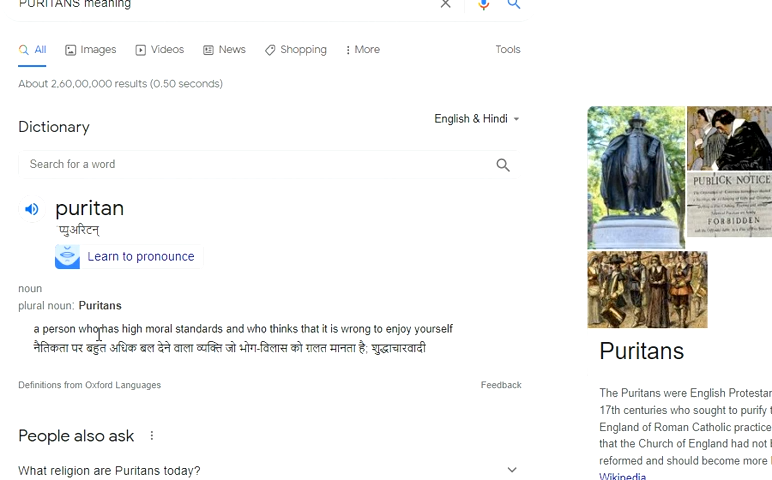 PURITANS meaning
All Images Videos News Shopping More Tools
About 2,60,00,000 results (0.50 seconds)
Dictionary
English & Hindi
Search for a word
puritan
प्युअरिटन्
Learn to pronounce
noun
plural noun: Puritans
a person who has high moral standards and who thinks that it is wrong to enjoy yourself
नैतिकता पर बहुत अधिक बल देने वाला व्यक्ति जो भोग-विलास को ग़लत मानता है; शुद्धाचारवादी
Definitions from Oxford Languages
Feedback
People also ask
What religion are Puritans today?
PUBLICK NOTICE
FORBIDDEN
Puritans
The Puritans were English Protestan
17th centuries who sought to purify t
England of Roman Catholic practice
that the Church of England had not
reformed and should become more
Wikipedia